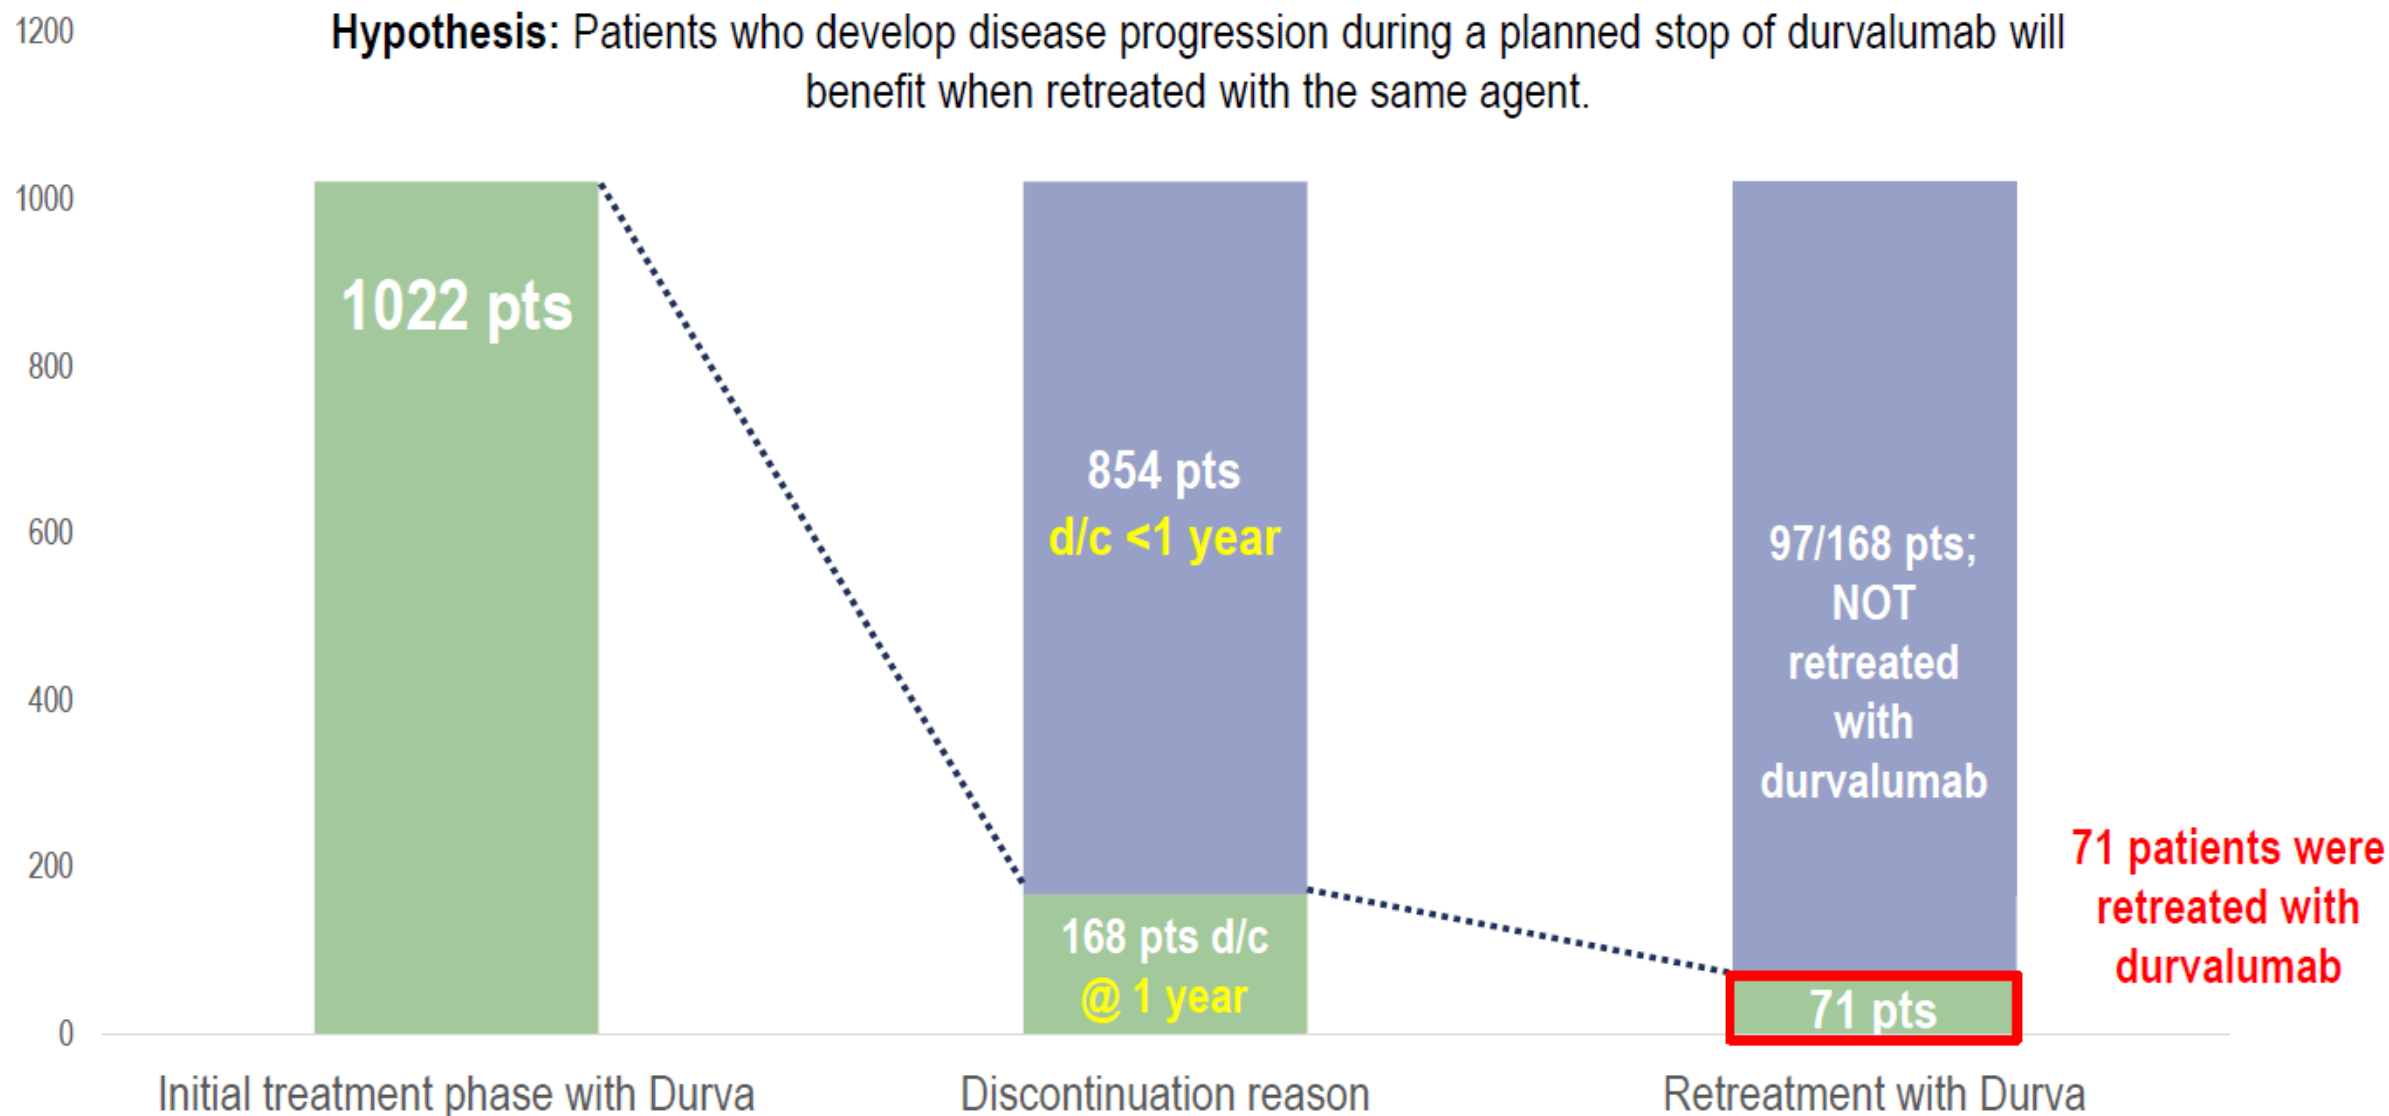 Hypothesis: Patients who develop disease progression during a planned stop of durvalumab will
benefit when retreated with the same agent.
1200
1000
800
600
400
200
0
1022 pts
854 pts
d/c <1 year
168 pts d/c
@ 1 year
97/168 pts;
NOT
retreated
with
durvalumab
71 pts
71 patients were
retreated with
durvalumab
Initial treatment phase with Durva
Discontinuation reason
Retreatment with Durva